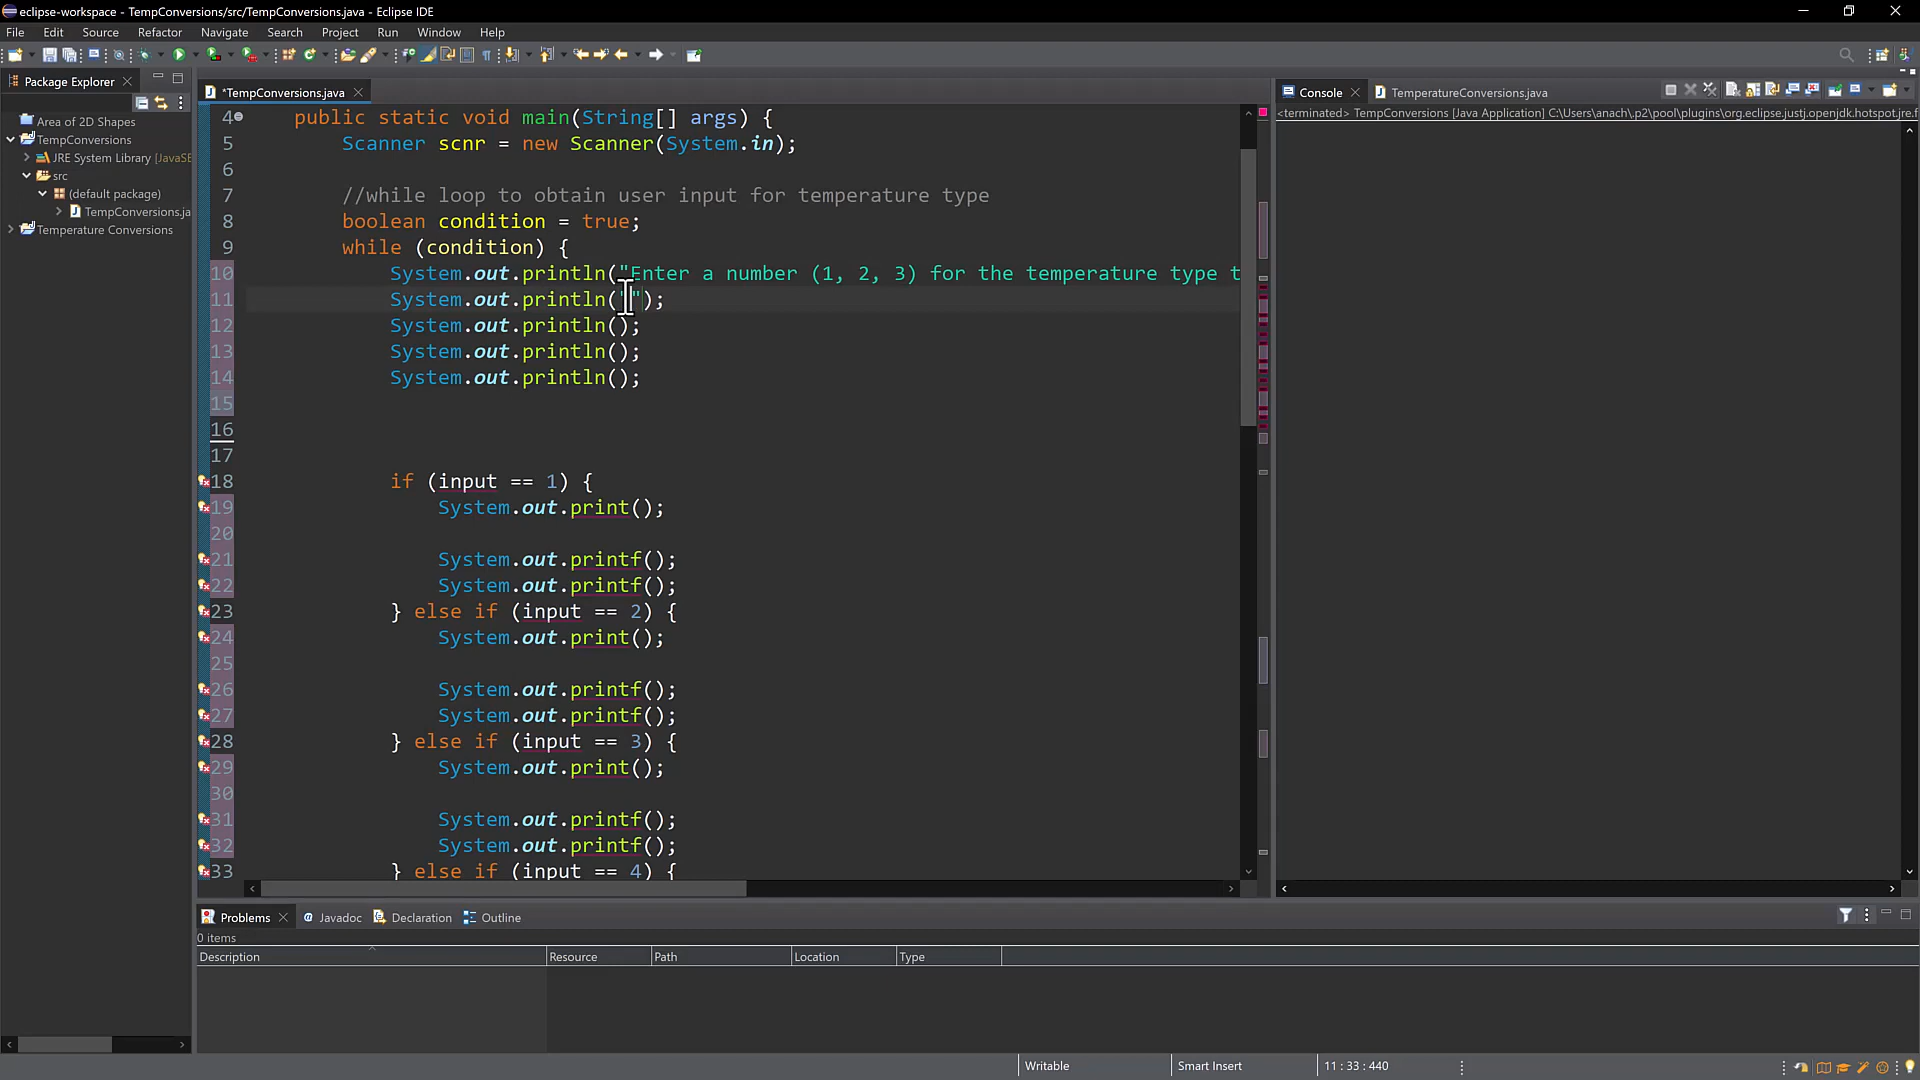 eclipse-workspace - TempConversions/src/TempConversions.java - Eclipse IDE
File Edit Source Refactor Navigate Search Project Run Window Help
Package Explorer
*TempConversions.java
Console
TemperatureConversions.java
<terminated> TempConversions [Java Application] C:\Users\anach\.p2\pool\plugins\org.eclipse.justj.openjdk.hotspot.jre.f
Area of 2D Shapes
TempConversions
JRE System Library [JavaSE
src
(default package)
TempConversions.ja
Temperature Conversions
4 public static void main(String[] args) {
5 Scanner scnr = new Scanner(System.in);
6
7 //while loop to obtain user input for temperature type
8 boolean condition = true;
9 while (condition) {
10 System.out.println("Enter a number (1, 2, 3) for the temperature type t
11 System.out.println("");
12 System.out.println();
13 System.out.println();
14 System.out.println();
15
16
17
18 if (input == 1) {
19 System.out.print();
20
21 System.out.printf();
22 System.out.printf();
23 } else if (input == 2) {
24 System.out.print();
25
26 System.out.printf();
27 System.out.printf();
28 } else if (input == 3) {
29 System.out.print();
30
31 System.out.printf();
32 System.out.printf();
33 } else if (input == 4) {
Problems Javadoc Declaration Outline
0 items
Description Resource Path Location Type
Writable Smart Insert 11 : 33 : 440